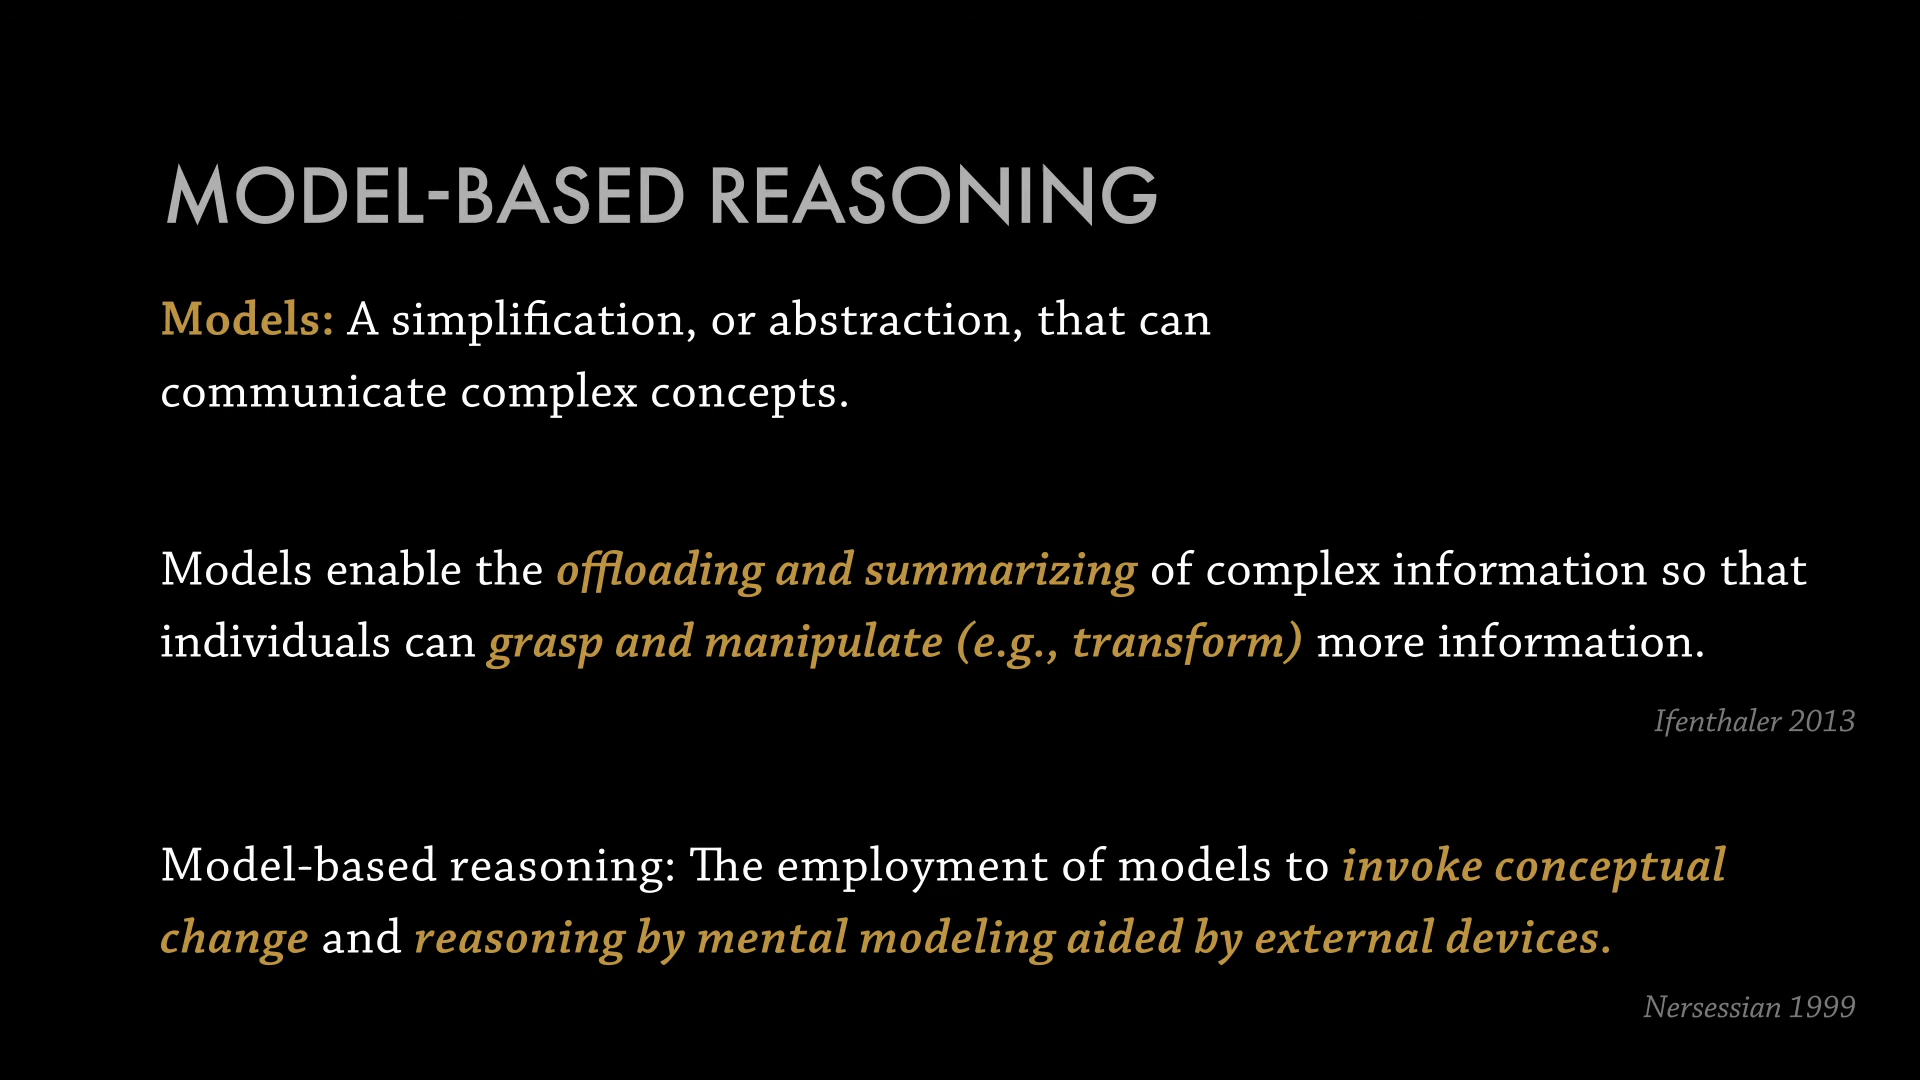 MODEL-BASED REASONING
Models: A simplification, or abstraction, that can
communicate complex concepts.
Models enable the offloading and summarizing of complex information so that
individuals can grasp and manipulate (e.g., transform) more information.
Ifenthaler 2013
Model-based reasoning: The employment of models to invoke conceptual
change and reasoning by mental modeling aided by external devices.
Nersessian 1999